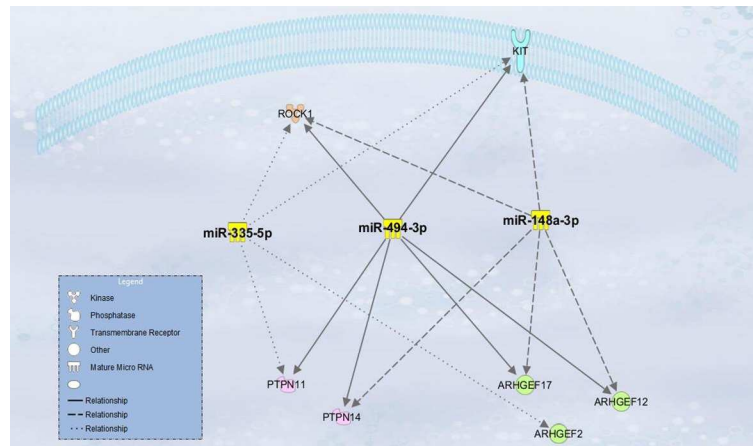 KIT
ROCK1
miR-335-5p
miR-494-3p
miR-148a-3p
Legend
Kinase
Phosphatase
Transmembrane Receptor
Other
Mature Micro RNA
Relationship
Relationship
Relationship
PTPN11
PTPN14
ARHGEF17
ARHGEF12
ARHGEF2